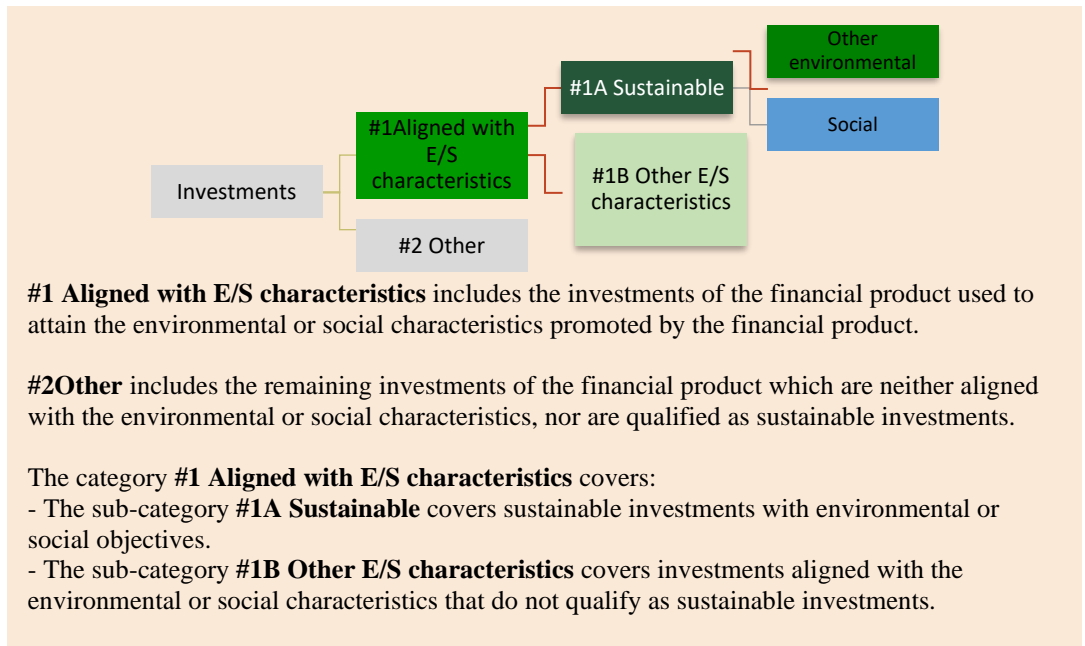 Other
environmental
#1A Sustainable
#1Aligned with
E/S
characteristics
Social
Investments
#1B Other E/S
characteristics
#2 Other
#1 Aligned with E/S characteristics includes the investments of the financial product used to
attain the environmental or social characteristics promoted by the financial product.
#2Other includes the remaining investments of the financial product which are neither aligned
with the environmental or social characteristics, nor are qualified as sustainable investments.
The category #1 Aligned with E/S characteristics covers:
- The sub-category #1A Sustainable covers sustainable investments with environmental or
social objectives.
- The sub-category #1B Other E/S characteristics covers investments aligned with the
environmental or social characteristics that do not qualify as sustainable investments.